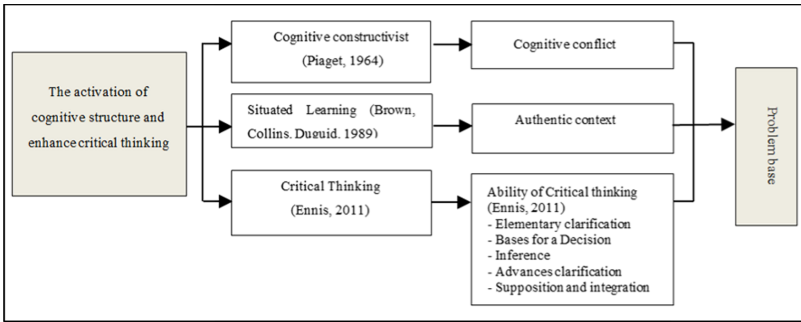 The activation of
cognitive structure and
enhance critical thinking
Cognitive constructivist
(Piaget, 1964)
Cognitive conflict
Situated Learning (Brown,
Collins, Duguid, 1989)
Authentic context
Critical Thinking
(Ennis, 2011)
Ability of Critical thinking
(Ennis, 2011)
- Elementary clarification
- Bases for a Decision
- Inference
- Advances clarification
- Supposition and integration
Problem base